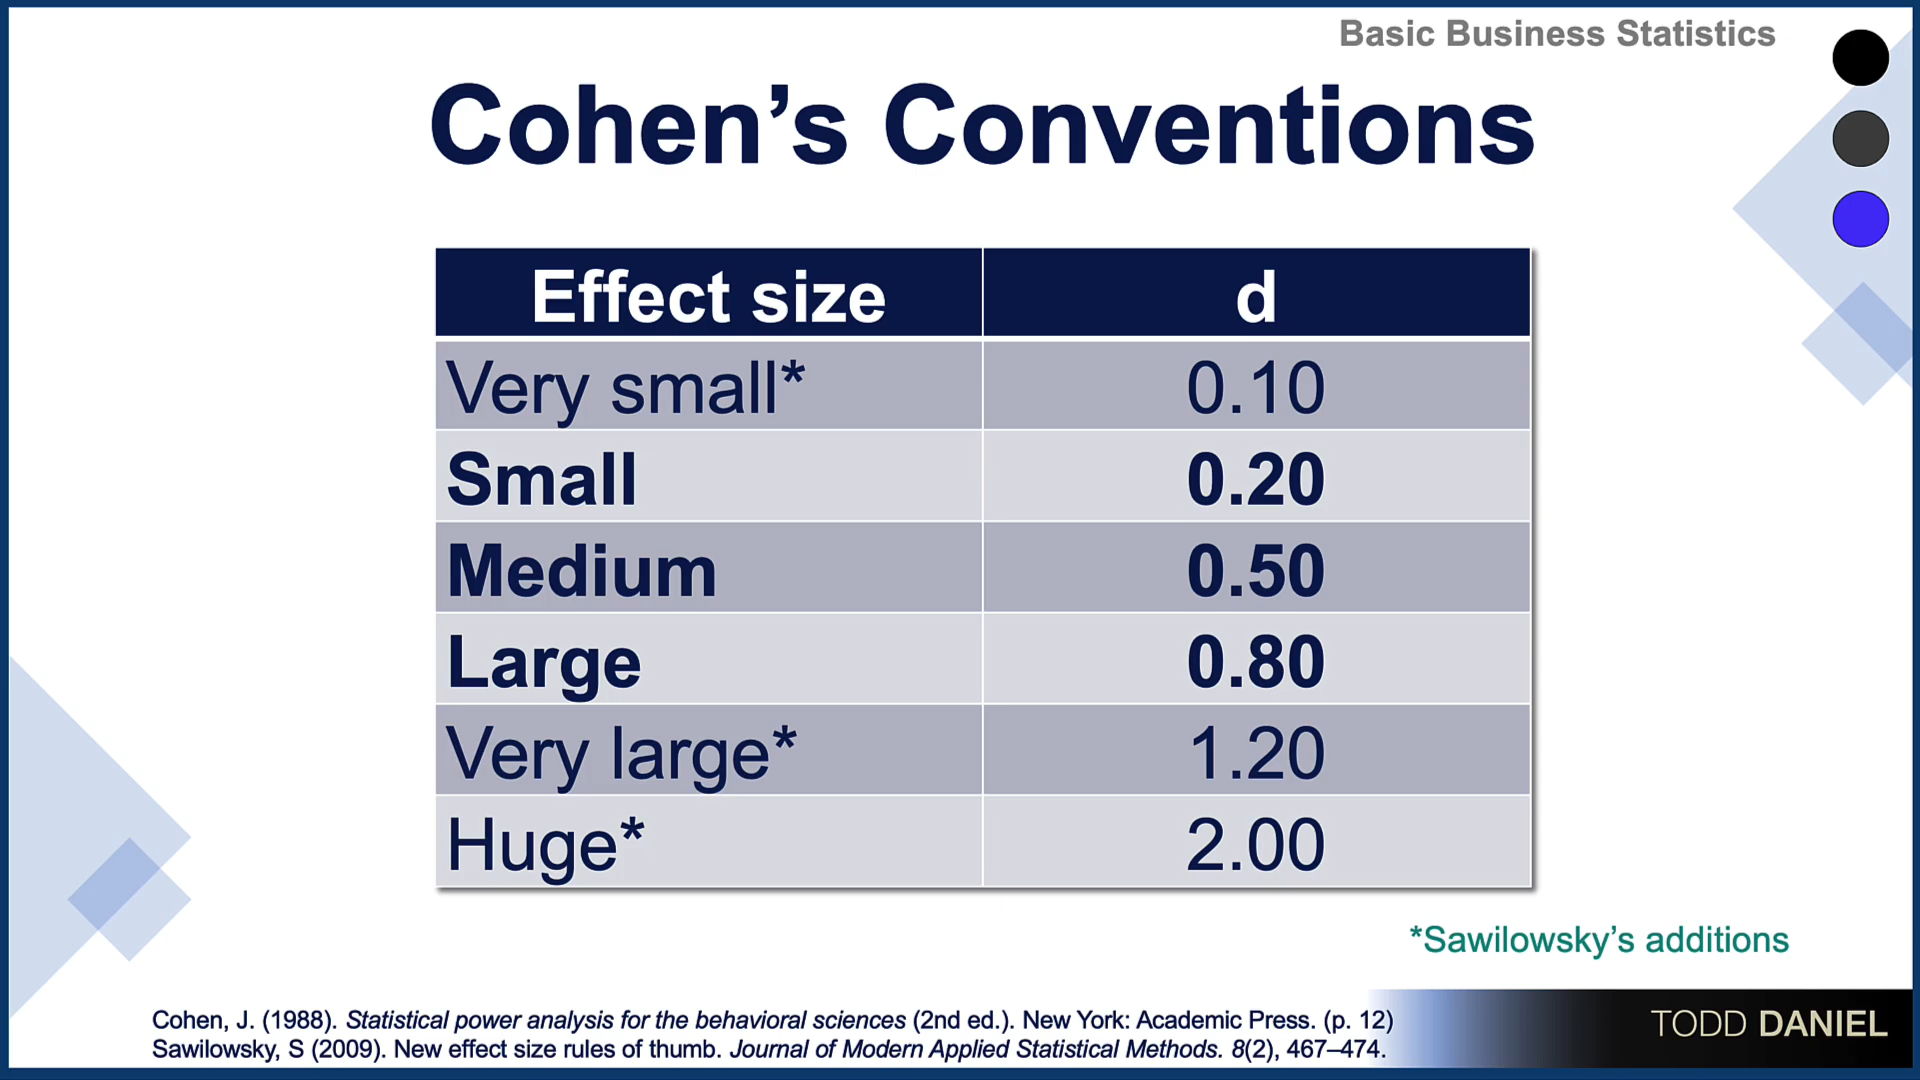 Basic Business Statistics
Cohen’s Conventions
Effect size d
Very small* 0.10
Small 0.20
Medium 0.50
Large 0.80
Very large* 1.20
Huge* 2.00
*Sawilowsky’s additions
Cohen, J. (1988). Statistical power analysis for the behavioral sciences (2nd ed.). New York: Academic Press. (p. 12)
Sawilowsky, S (2009). New effect size rules of thumb. Journal of Modern Applied Statistical Methods. 8(2), 467–474.
TODD DANIEL